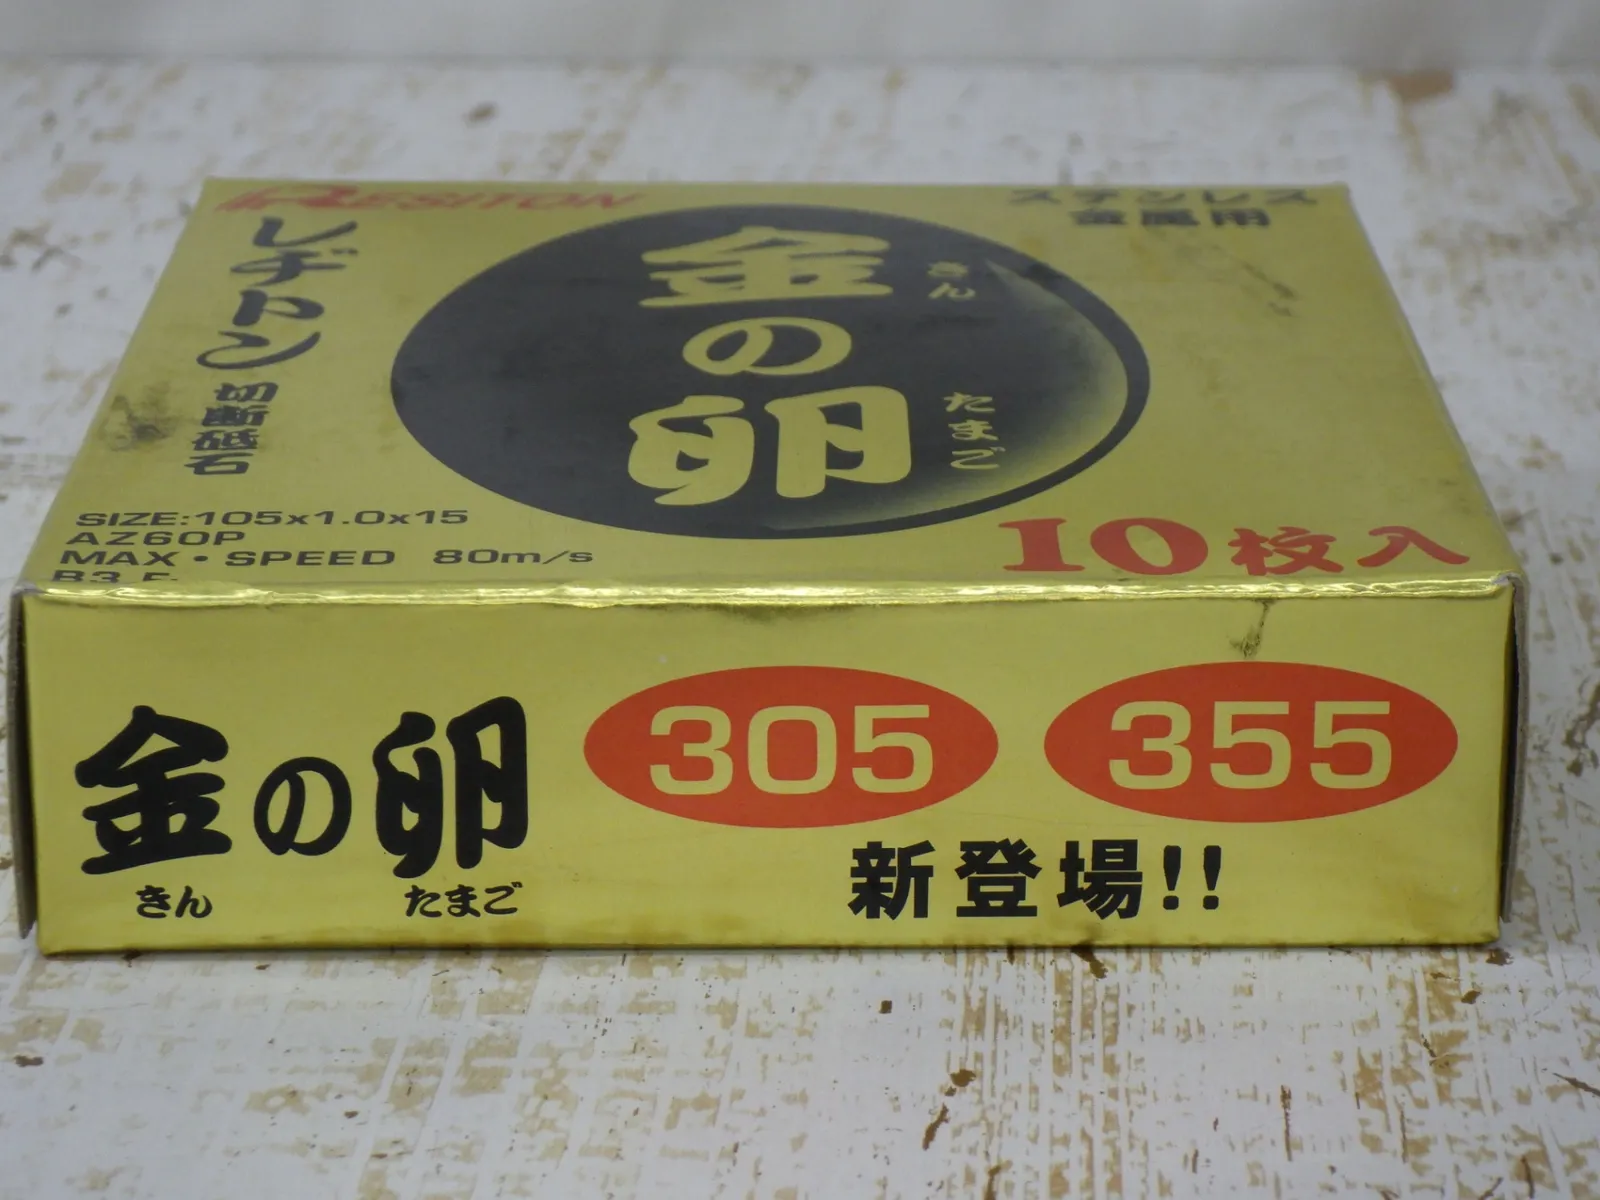 RESITON
レヂトン
切断砥石
ステンレス
金属用
金の卵
きん
たまご
SIZE:105x1.0x15
AZ60P
MAX・SPEED 80m/s
10枚入
金の卵
きん たまご
305 355
新登場!!